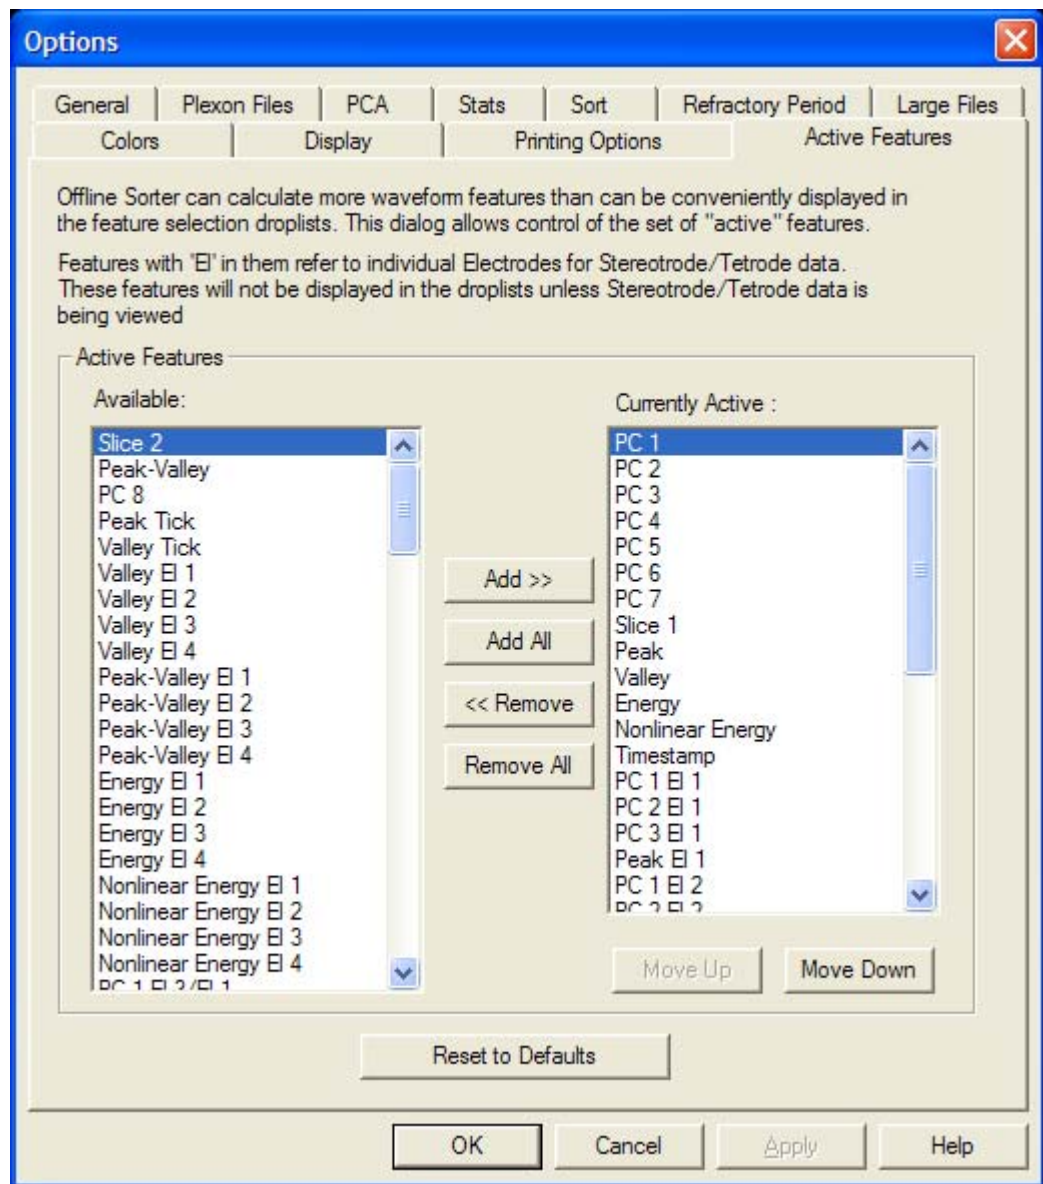 Options
General Plexon Files PCA Stats Sort Refractory Period Large Files
Colors Display Printing Options Active Features
Offline Sorter can calculate more waveform features than can be conveniently displayed in
the feature selection droplists. This dialog allows control of the set of "active" features.
Features with 'El' in them refer to individual Electrodes for Stereotrode/Tetrode data.
These features will not be displayed in the droplists unless Stereotrode/Tetrode data is
being viewed
Active Features
Available:
Slice 2
Peak-Valley
PC 8
Peak Tick
Valley Tick
Valley El 1
Valley El 2
Valley El 3
Valley El 4
Peak-Valley El 1
Peak-Valley El 2
Peak-Valley El 3
Peak-Valley El 4
Energy El 1
Energy El 2
Energy El 3
Energy El 4
Nonlinear Energy El 1
Nonlinear Energy El 2
Nonlinear Energy El 3
Nonlinear Energy El 4
Add >>
Add All
<< Remove
Remove All
Currently Active :
PC 1
PC 2
PC 3
PC 4
PC 5
PC 6
PC 7
Slice 1
Peak
Valley
Energy
Nonlinear Energy
Timestamp
PC 1 El 1
PC 2 El 1
PC 3 El 1
Peak El 1
PC 1 El 2
PC 2 El 2
Move Up Move Down
Reset to Defaults
OK Cancel Apply Help